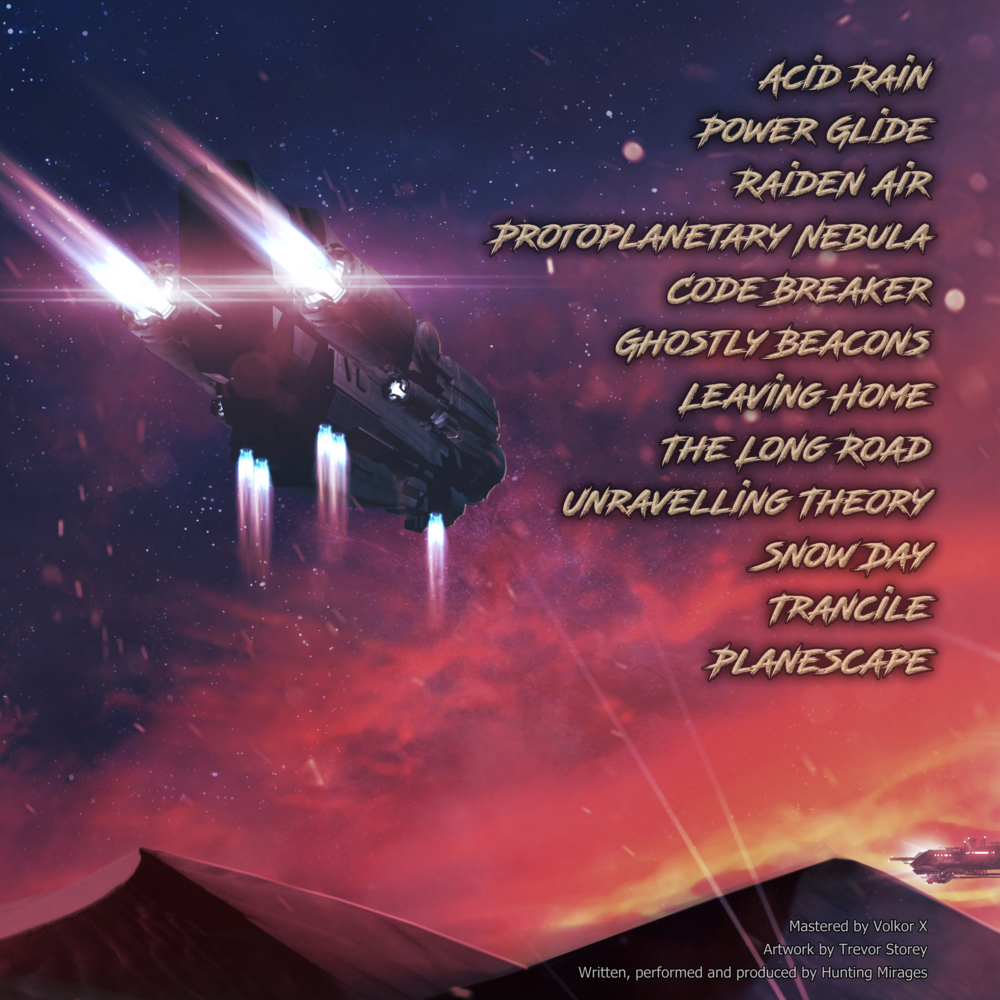 ACID RAIN
POWER GLIDE
RAIDEN AIR
PROTOPLANETARY NEBULA
CODE BREAKER
GHOSTLY BEACONS
LEAVING HOME
THE LONG ROAD
UNRAVELLING THEORY
SNOW DAY
TRANCILE
PLANESCAPE
Mastered by Volkor X
Artwork by Trevor Storey
Written, performed and produced by Hunting Mirages